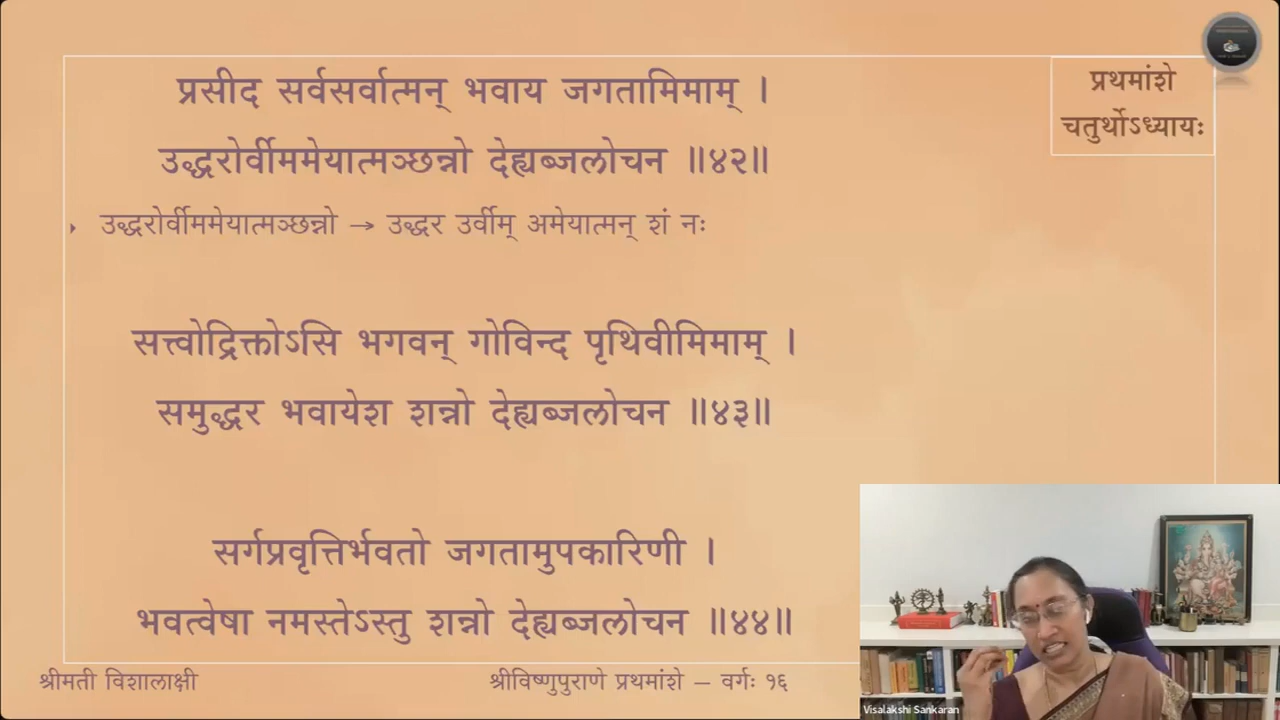 प्रसीद सर्वसर्वात्मन् भवाय जगतामिमाम् ।
उद्धरोर्वीममेयात्मञ्छन्नो देह्यब्जलोचन ॥४२॥
उद्धरोर्वीममेयात्मञ्छन्नो → उद्धर उर्वीम् अमेयात्मन् शं नः
सत्त्वोद्रिक्तोऽसि भगवन् गोविन्द पृथिवीमिमाम् ।
समुद्धर भवायेश शन्नो देह्यब्जलोचन ॥४३॥
सर्गप्रवृत्तिर्भवतो जगतामुपकारिणी ।
भवत्वेषा नमस्तेऽस्तु शन्नो देह्यब्जलोचन ॥४४॥
प्रथमांशे
चतुर्थोऽध्यायः
श्रीमती विशालाक्षी
श्रीविष्णुपुराणे प्रथमांशे – वर्गः १६
Visalakshi Sankaran